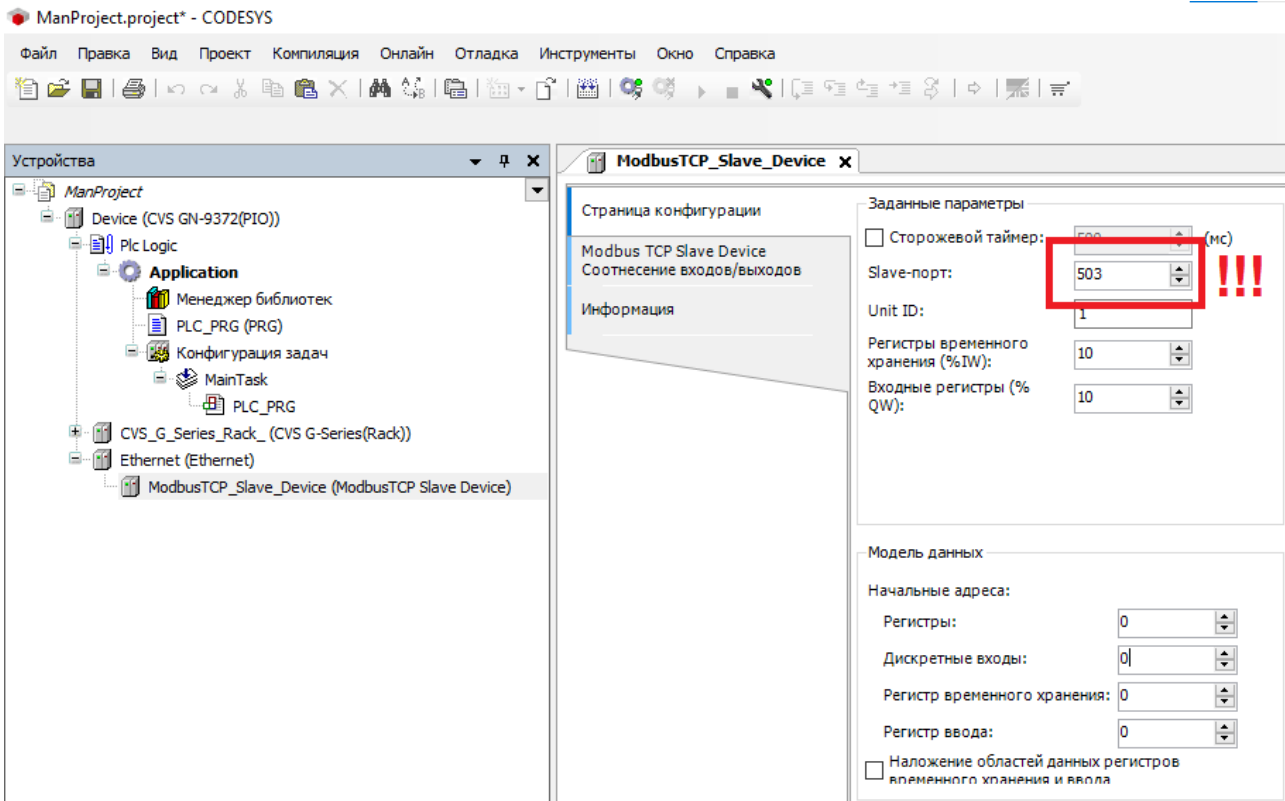 ManProject.project* - CODESYS
Файл Правка Вид Проект Компиляция Онлайн Отладка Инструменты Окно Справка
Устройства
ManProject
Device (CVS GN-9372(PIO))
Plc Logic
Application
Менеджер библиотек
PLC_PRG (PRG)
Конфигурация задач
MainTask
PLC_PRG
CVS_G_Series_Rack_ (CVS G-Series(Rack))
Ethernet (Ethernet)
ModbusTCP_Slave_Device (ModbusTCP Slave Device)
ModbusTCP_Slave_Device
Страница конфигурации
Modbus TCP Slave Device
Соотнесение входов/выходов
Информация
Заданные параметры
Сторожевой таймер: 500 (мс)
Slave-порт: 503 !!!
Unit ID: 1
Регистры временного
хранения (%IW): 10
Входные регистры (%
QW): 10
Модель данных
Начальные адреса:
Регистры: 0
Дискретные входы: 0
Регистр временного хранения: 0
Регистр ввода: 0
Наложение областей данных регистров
временного хранения и ввода